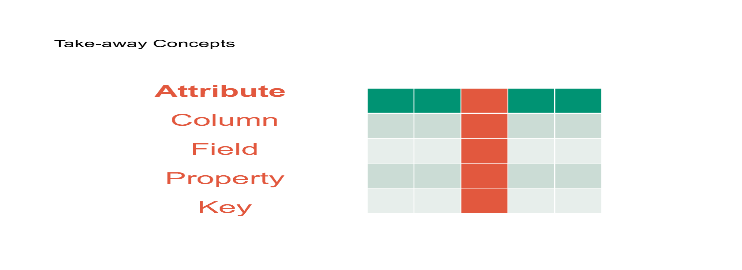 Take-away Concepts
Attribute
Column
Field
Property
Key